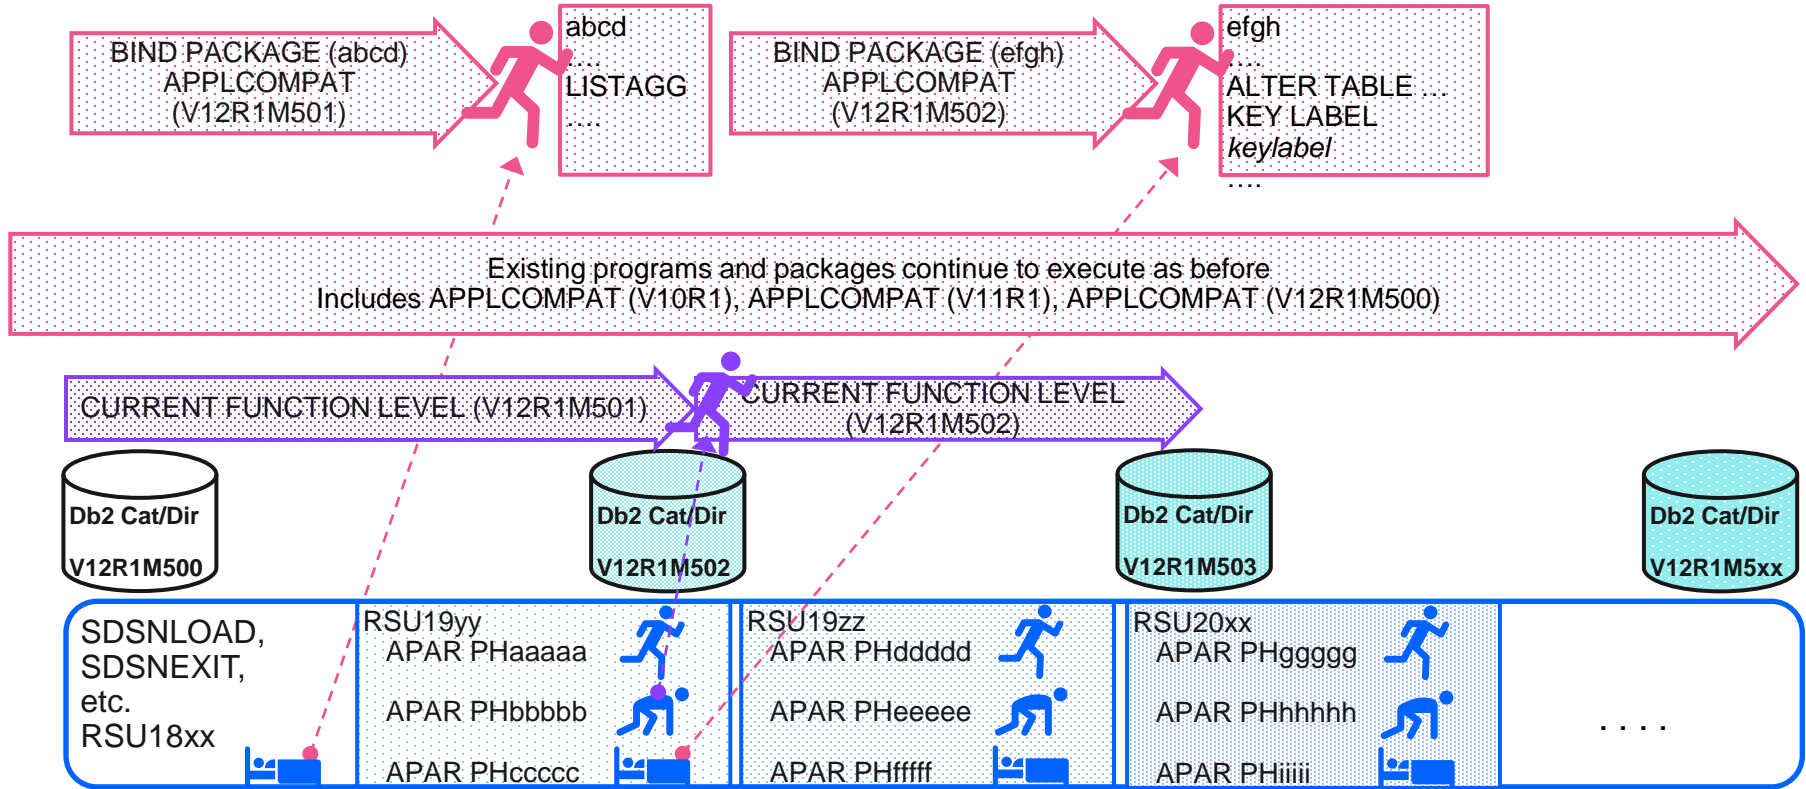 BIND PACKAGE (abcd)
APPLCOMPAT
(V12R1M501)
abcd
....
LISTAGG
....
BIND PACKAGE (efgh)
APPLCOMPAT
(V12R1M502)
efgh
....
ALTER TABLE ...
KEY LABEL
keylabel
....
Existing programs and packages continue to execute as before
Includes APPLCOMPAT (V10R1), APPLCOMPAT (V11R1), APPLCOMPAT (V12R1M500)
CURRENT FUNCTION LEVEL (V12R1M501)
CURRENT FUNCTION LEVEL
(V12R1M502)
Db2 Cat/Dir
V12R1M500
Db2 Cat/Dir
V12R1M502
Db2 Cat/Dir
V12R1M503
Db2 Cat/Dir
V12R1M5xx
SDSNLOAD,
SDSNEXIT,
etc.
RSU18xx
RSU19yy
APAR PHaaaaa
APAR PHbbbbb
APAR PHccccc
RSU19zz
APAR PHddddd
APAR PHeeeee
APAR PHfffff
RSU20xx
APAR PHggggg
APAR PHhhhhh
APAR PHiiiii
. . . .